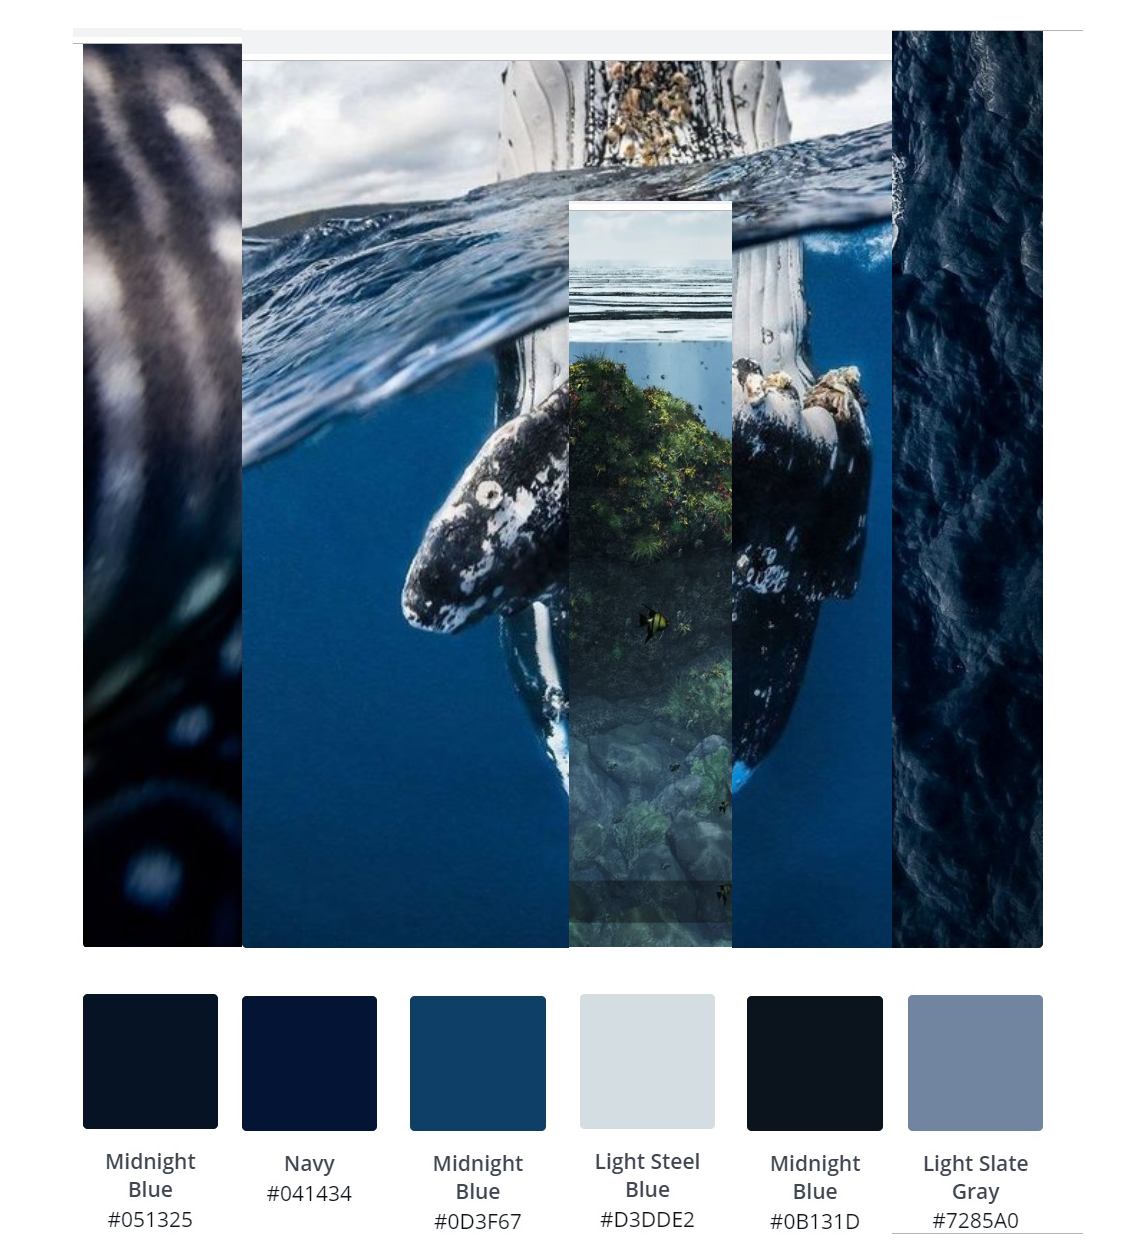 Midnight
Blue
#051325
Navy
#041434
Midnight
Blue
#0D3F67
Light Steel
Blue
#D3DDE2
Midnight
Blue
#0B131D
Light Slate
Gray
#7285A0